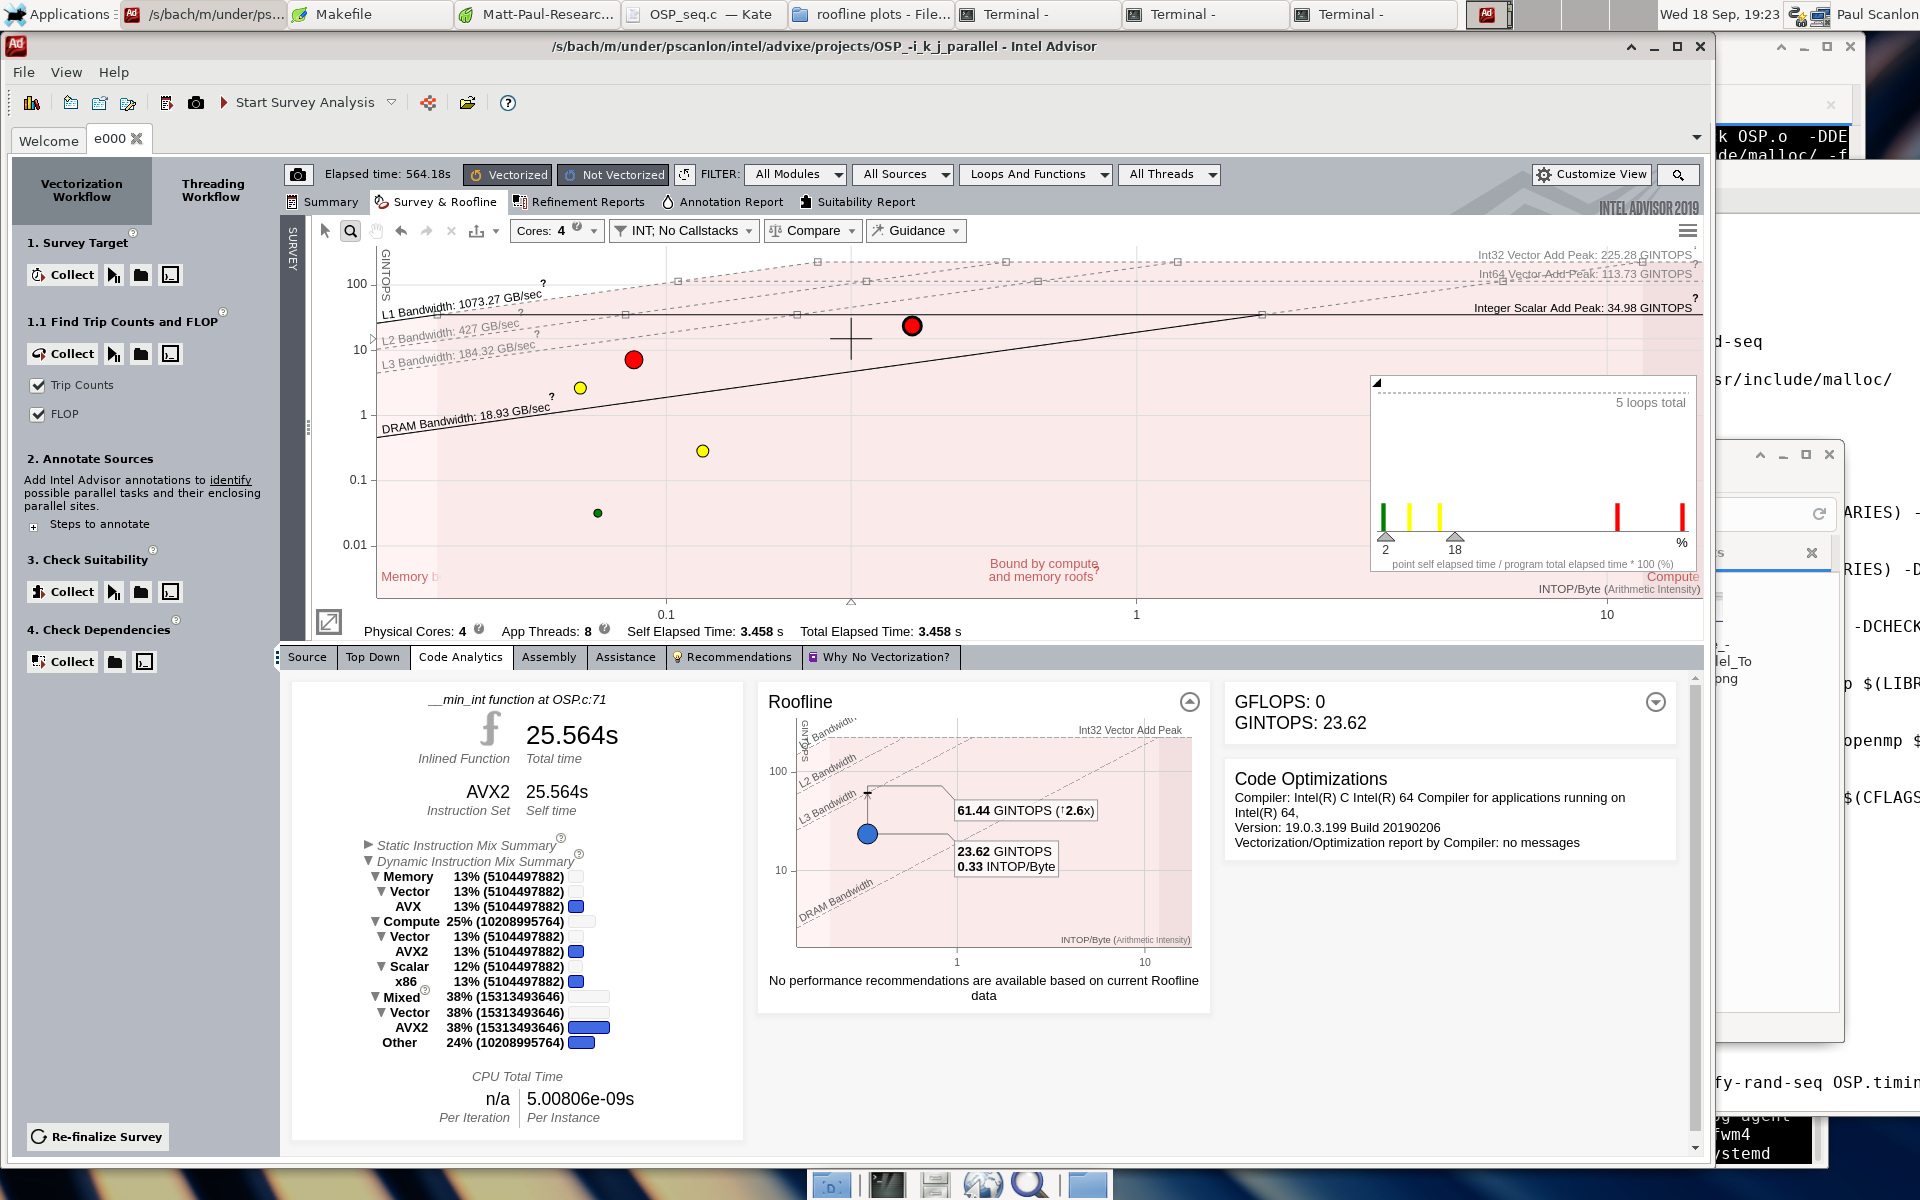 Applications
/s/bach/m/under/ps...
Makefile
Matt-Paul-Researc...
OSP_seq.c — Kate
roofline plots - File...
Terminal -
Terminal -
Terminal -
Wed 18 Sep, 19:23
Paul Scanlon
/s/bach/m/under/pscanlon/intel/advixe/projects/OSP_-i_k_j_parallel - Intel Advisor
File View Help
Start Survey Analysis
Welcome
e000
Vectorization Workflow
Threading Workflow
1. Survey Target
Collect
1.1 Find Trip Counts and FLOP
Collect
Trip Counts
FLOP
2. Annotate Sources
Add Intel Advisor annotations to identify
possible parallel tasks and their enclosing
parallel sites.
Steps to annotate
3. Check Suitability
Collect
4. Check Dependencies
Collect
Re-finalize Survey
Elapsed time: 564.18s
Vectorized
Not Vectorized
FILTER:
All Modules
All Sources
Loops And Functions
All Threads
Customize View
Summary
Survey & Roofline
Refinement Reports
Annotation Report
Suitability Report
INTEL ADVISOR 2019
SURVEY
Cores: 4
INT; No Callstacks
Compare
Guidance
GINTOPS
100
10
1
0.1
0.01
L1 Bandwidth: 1073.27 GB/sec
L2 Bandwidth: 427 GB/sec
L3 Bandwidth: 184.32 GB/sec
DRAM Bandwidth: 18.93 GB/sec
Int32 Vector Add Peak: 225.28 GINTOPS
Int64 Vector Add Peak: 113.73 GINTOPS
Integer Scalar Add Peak: 34.98 GINTOPS
5 loops total
2
18
%
point self elapsed time / program total elapsed time * 100 (%)
Memory b
Bound by compute
and memory roofs
Compute
INTOP/Byte (Arithmetic Intensity)
0.1
1
10
Physical Cores: 4
App Threads: 8
Self Elapsed Time: 3.458 s
Total Elapsed Time: 3.458 s
Source
Top Down
Code Analytics
Assembly
Assistance
Recommendations
Why No Vectorization?
__min_int function at OSP.c:71
25.564s
Inlined Function
Total time
AVX2
25.564s
Instruction Set
Self time
Static Instruction Mix Summary
Dynamic Instruction Mix Summary
Memory 13% (5104497882)
Vector 13% (5104497882)
AVX 13% (5104497882)
Compute 25% (10208995764)
Vector 13% (5104497882)
AVX2 13% (5104497882)
Scalar 12% (5104497882)
x86 13% (5104497882)
Mixed 38% (15313493646)
Vector 38% (15313493646)
AVX2 38% (15313493646)
Other 24% (10208995764)
CPU Total Time
n/a
5.00806e-09s
Per Iteration
Per Instance
Roofline
GINTOPS
Bandwidth
L2 Bandwidth
L3 Bandwidth
DRAM Bandwidth
Int32 Vector Add Peak
100
10
61.44 GINTOPS (↑2.6x)
23.62 GINTOPS
0.33 INTOP/Byte
INTOP/Byte (Arithmetic Intensity)
1
10
No performance recommendations are available based on current Roofline
data
GFLOPS: 0
GINTOPS: 23.62
Code Optimizations
Compiler: Intel(R) C Intel(R) 64 Compiler for applications running on
Intel(R) 64,
Version: 19.0.3.199 Build 20190206
Vectorization/Optimization report by Compiler: no messages
k OSP.o -DDE
de/malloc/ -f
d-seq
sr/include/malloc/
ARIES) -
RIES) -D
-DCHECK
p $(LIBR
openmp $
$(CFLAGS
lel_To
png
fy-rand-seq OSP.timin
fwm4
ystemd